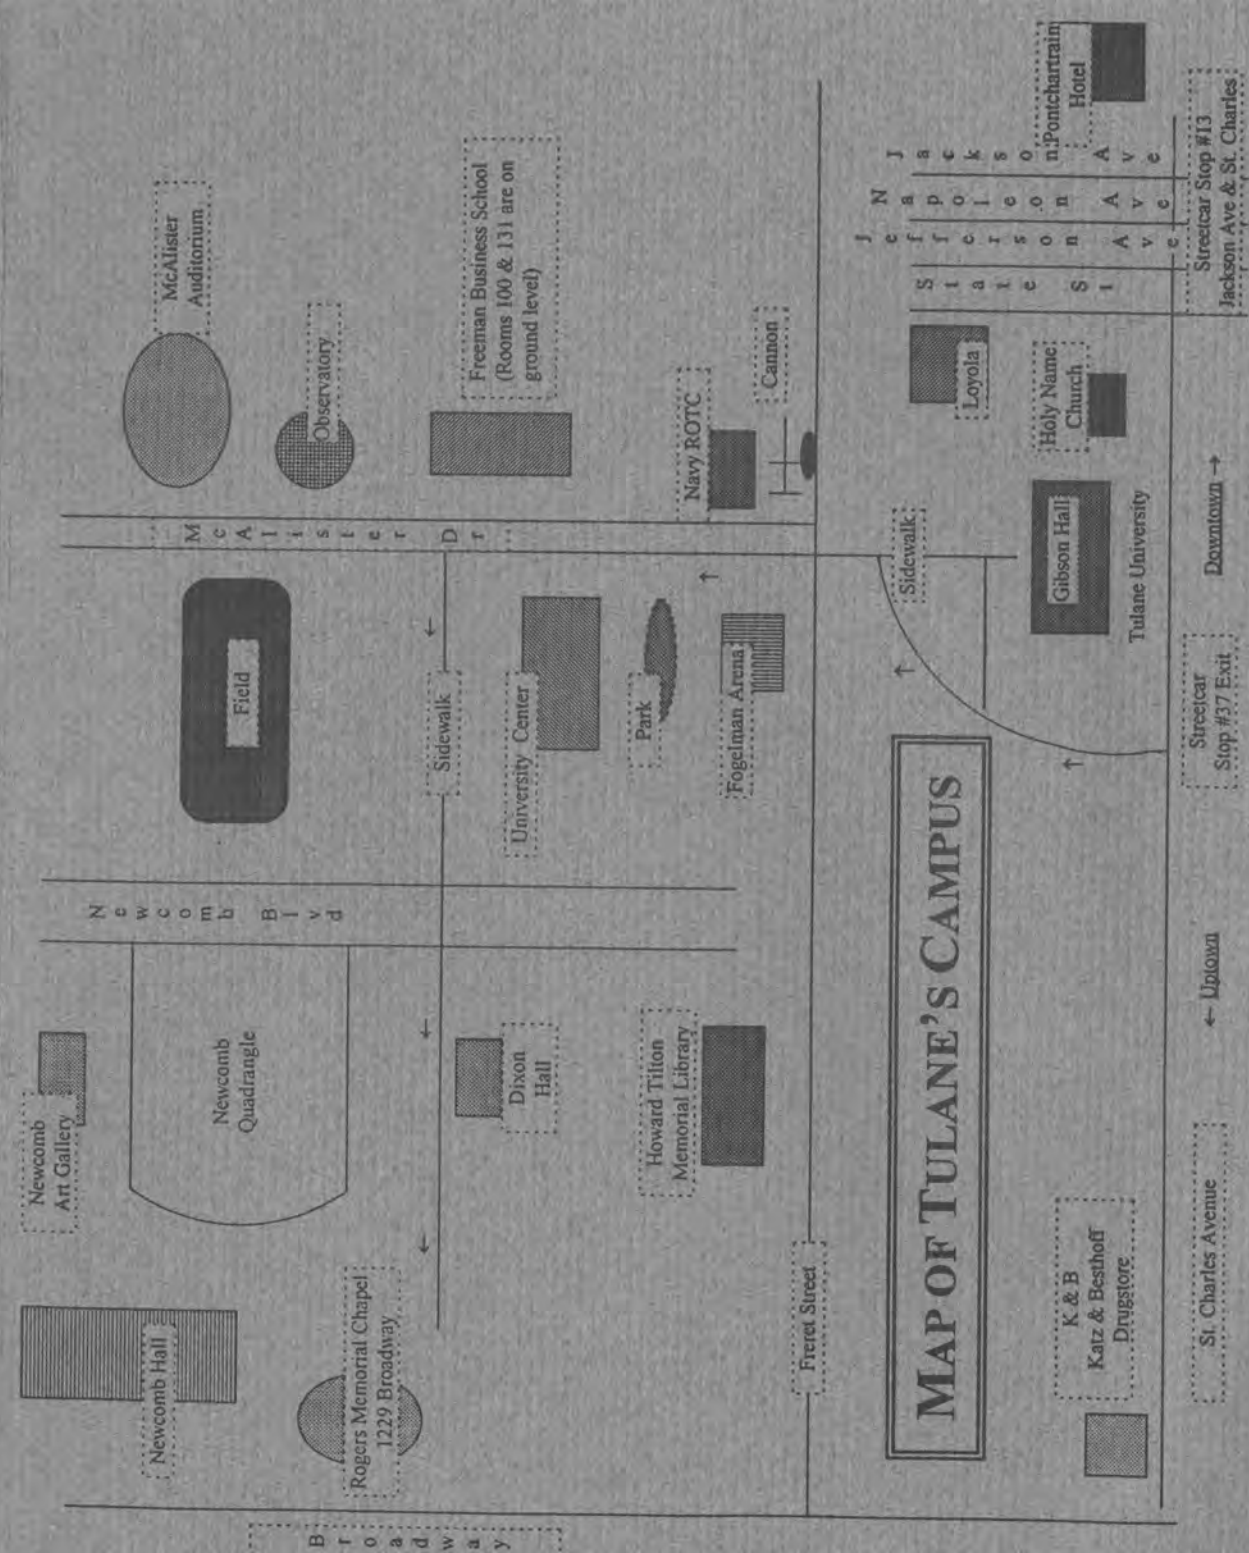 Newcomb Hall
Newcomb
Art Gallery
McAlister
Auditorium
Newcomb Blvd
Newcomb
Quadrangle
Field
McAlister Dr
Observatory
Broadway
Rogers Memorial Chapel
1229 Broadway
Sidewalk
←
←
←
Freeman Business School
(Rooms 100 & 131 are on
ground level)
Dixon
Hall
University Center
Park
Howard Tilton
Memorial Library
Fogelman Arena
→
Navy ROTC
Cannon
Freret Street
MAP OF TULANE'S CAMPUS
→
Sidewalk
Loyola
State St
Jefferson Ave
Napoleon Ave
Jackson Ave
Pontchartrain
Hotel
K & B
Katz & Besthoff
Drugstore
→
Gibson Hall
Tulane University
Holy Name
Church
St. Charles Avenue
← Uptown
Streetcar
Stop #37 Exit
Downtown →
Streetcar Stop #13
Jackson Ave & St. Charles